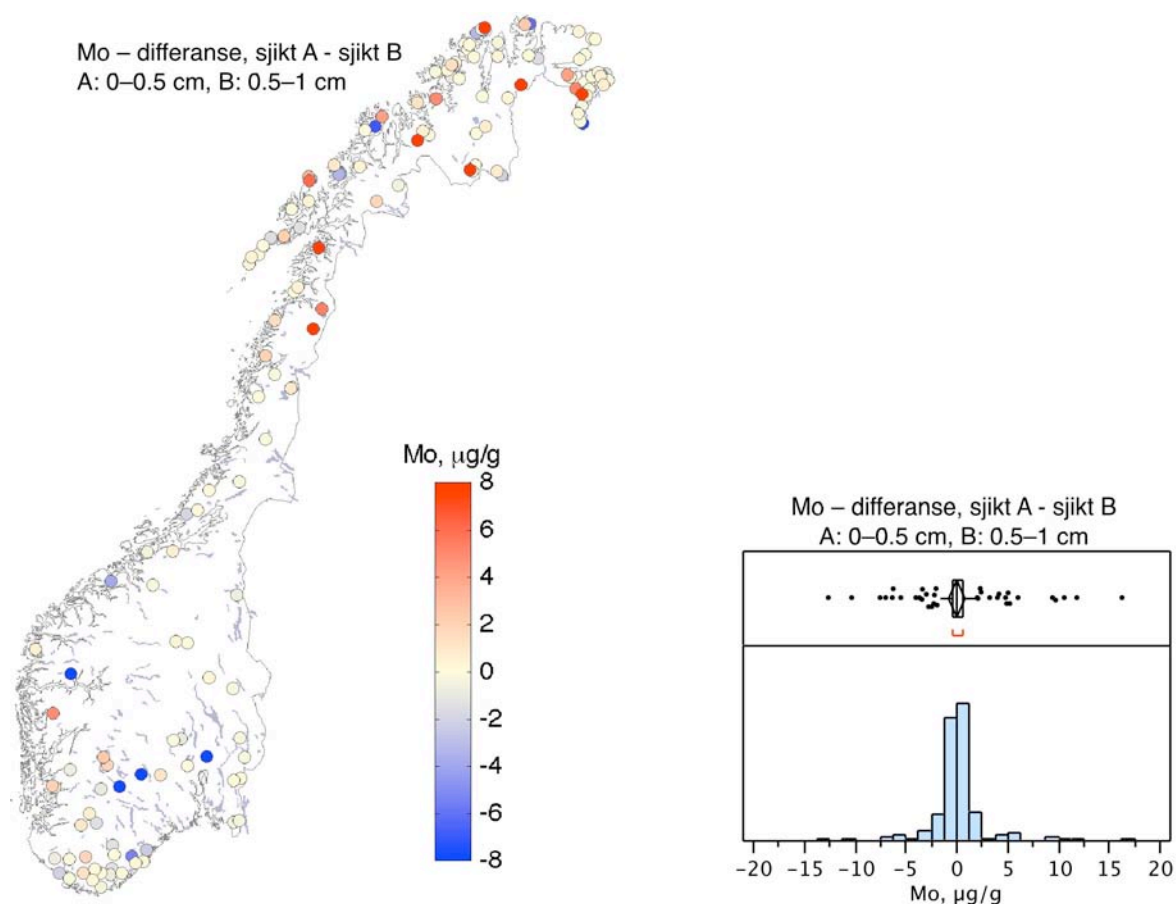 Mo – differanse, sjikt A - sjikt B
A: 0–0.5 cm, B: 0.5–1 cm
Mo, µg/g
8
6
4
2
0
-2
-4
-6
-8
Mo – differanse, sjikt A - sjikt B
A: 0–0.5 cm, B: 0.5–1 cm
−20 −15 −10 −5 0 5 10 15 20
Mo, µg/g